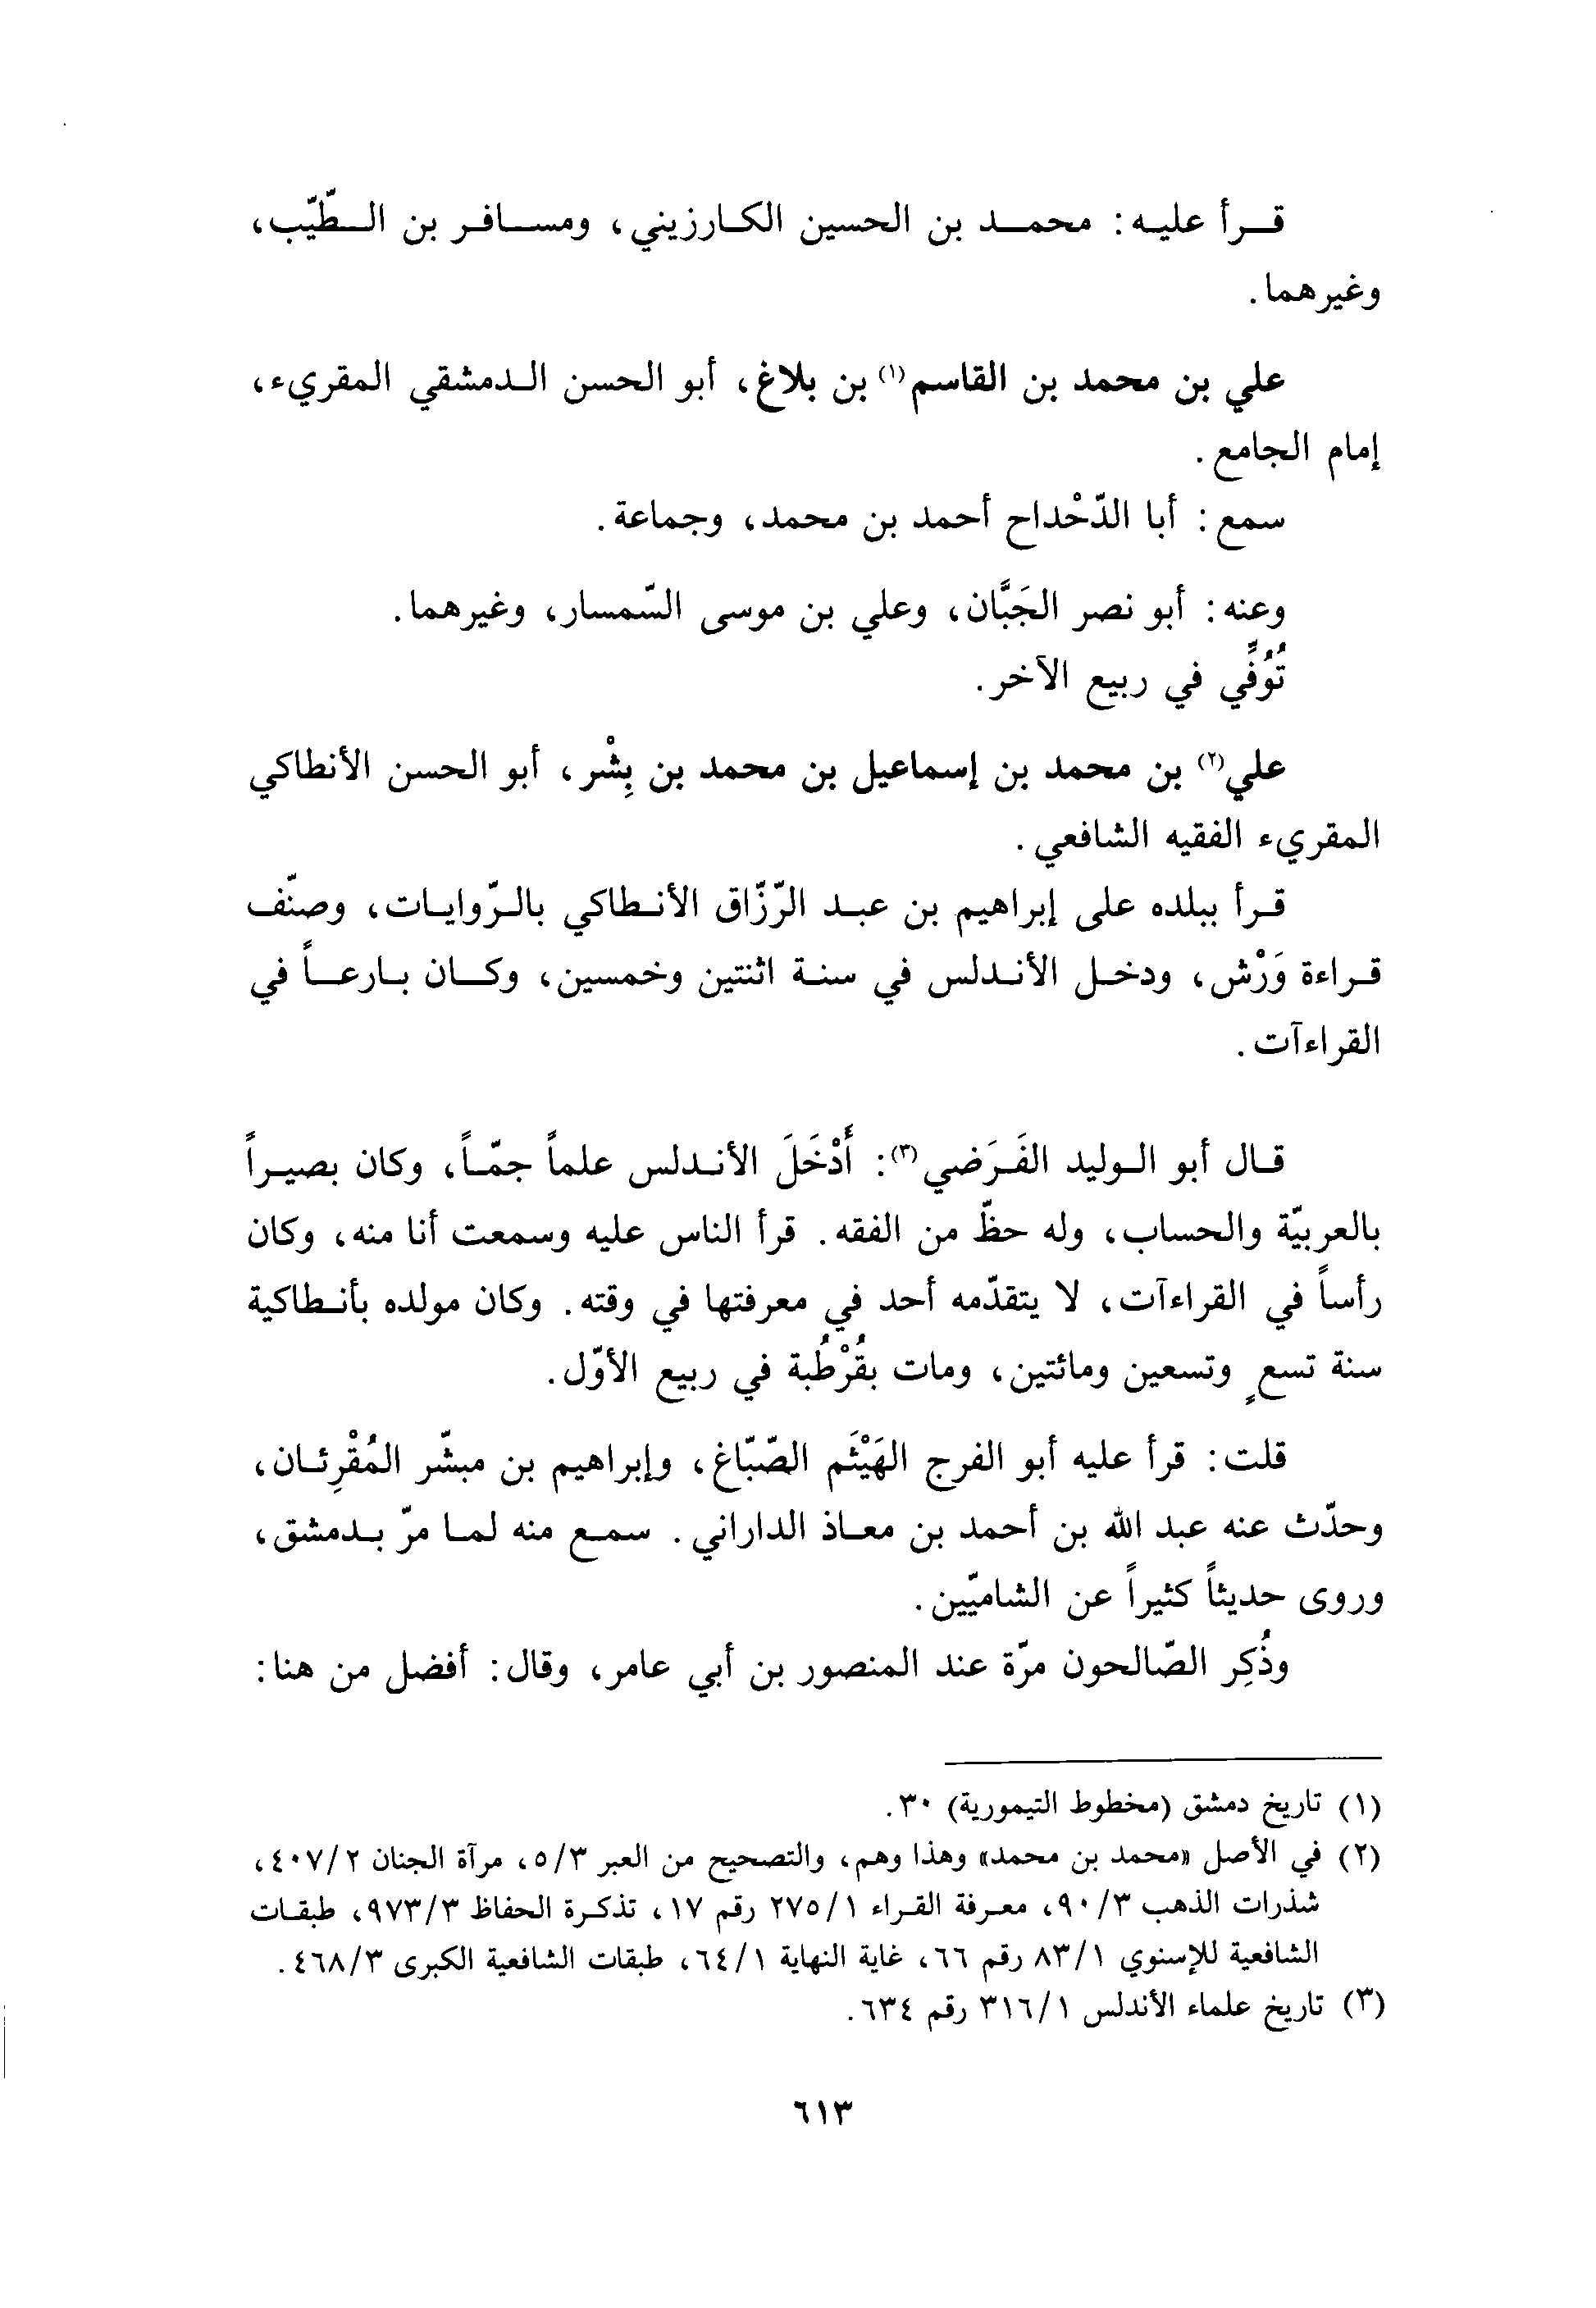 قرأ عليه: محمد بن الحسين الكارزيني، ومسافر بن الطّيّب،
وغيرهما.
علي بن محمد بن القاسم(١) بن بلاغ، أبو الحسن الدمشقي المقريء،
إمام الجامع.
سمع: أبا الدّحْداح أحمد بن محمد، وجماعة.
وعنه: أبو نصر الجَبَّان، وعلي بن موسى السّمسار، وغيرهما.
تُوُفِّي في ربيع الآخر.
علي(٢) بن محمد بن إسماعيل بن محمد بن بِشْر، أبو الحسن الأنطاكي
المقريء الفقيه الشافعي.
قرأ ببلده على إبراهيم بن عبد الرّزّاق الأنطاكي بالرّوايات، وصنّف
قراءة وَرْش، ودخل الأندلس في سنة اثنتين وخمسين، وكان بارعاً في
القراءآت.
قال أبو الوليد الفَرَضي(٣): أَدْخَلَ الأندلس علماً جمّاً، وكان بصيراً
بالعربيّة والحساب، وله حظّ من الفقه. قرأ الناس عليه وسمعت أنا منه، وكان
رأساً في القراءآت، لا يتقدّمه أحد في معرفتها في وقته. وكان مولده بأنطاكية
سنة تسعٍ وتسعين ومائتين، ومات بقُرْطُبة في ربيع الأوّل.
قلت: قرأ عليه أبو الفرج الهَيْثَم الصّبّاغ، وإبراهيم بن مبشّر المُقْرِئان،
وحدّث عنه عبد الله بن أحمد بن معاذ الداراني. سمع منه لما مرّ بدمشق،
وروى حديثاً كثيراً عن الشاميّين.
وذُكِر الصّالحون مرّة عند المنصور بن أبي عامر، وقال: أفضل من هنا:
(١) تاريخ دمشق (مخطوط التيمورية) ٣٠.
(٢) في الأصل «محمد بن محمد» وهذا وهم، والتصحيح من العبر ٥/٣، مرآة الجنان ٤٠٧/٢،
شذرات الذهب ٩٠/٣، معرفة القراء ٢٧٥/١ رقم ١٧، تذكرة الحفاظ ٩٧٣/٣، طبقات
الشافعية للإسنوي ٨٣/١ رقم ٦٦، غاية النهاية ٦٤/١، طبقات الشافعية الكبرى ٤٦٨/٣.
(٣) تاريخ علماء الأندلس ٣١٦/١ رقم ٦٣٤.
٦١٣